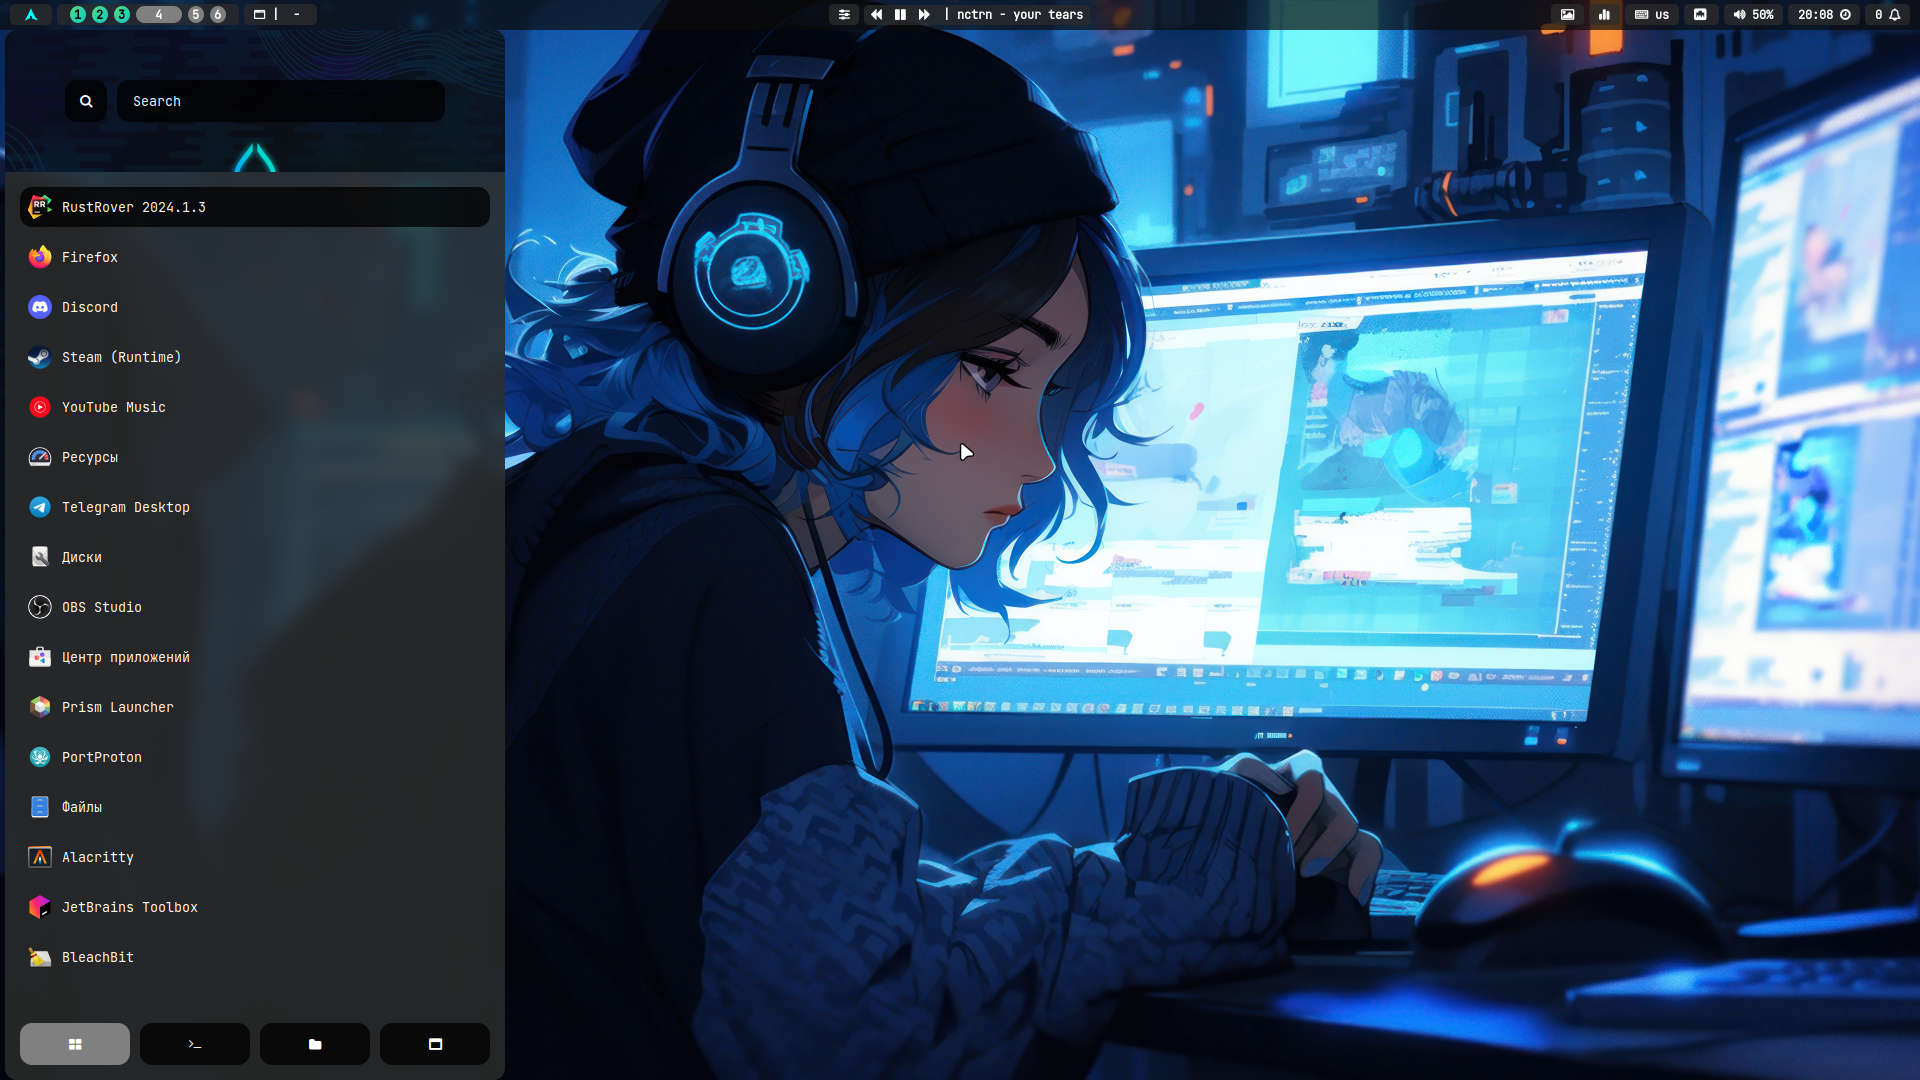 1 2 3 4 5 6 | -
| nctrn - your tears
us 50% 20:08 0
Search
RustRover 2024.1.3
Firefox
Discord
Steam (Runtime)
YouTube Music
Ресурсы
Telegram Desktop
Диски
OBS Studio
Центр приложений
Prism Launcher
PortProton
Файлы
Alacritty
JetBrains Toolbox
BleachBit